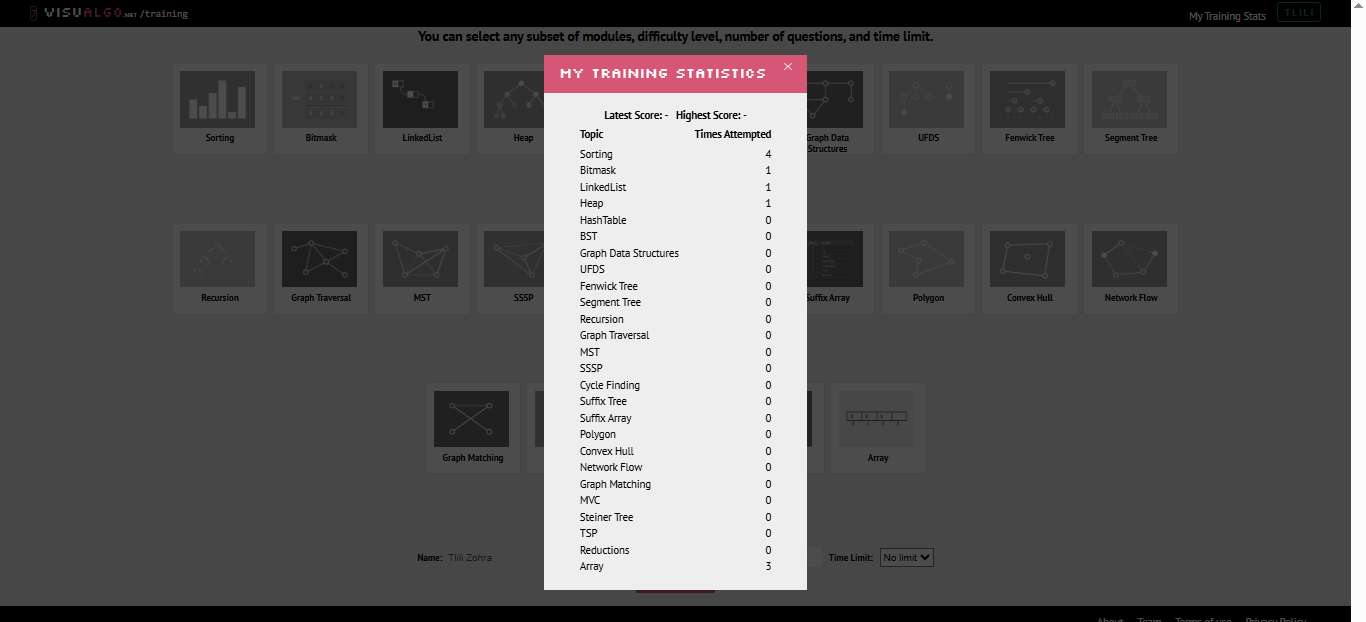 VISUALGO.NET /training
My Training Stats TLILI
You can select any subset of modules, difficulty level, number of questions, and time limit.
MY TRAINING STATISTICS ×
Latest Score: - Highest Score: -
Topic Times Attempted
Sorting 4
Bitmask 1
LinkedList 1
Heap 1
HashTable 0
BST 0
Graph Data Structures 0
UFDS 0
Fenwick Tree 0
Segment Tree 0
Recursion 0
Graph Traversal 0
MST 0
SSSP 0
Cycle Finding 0
Suffix Tree 0
Suffix Array 0
Polygon 0
Convex Hull 0
Network Flow 0
Graph Matching 0
MVC 0
Steiner Tree 0
TSP 0
Reductions 0
Array 3
Sorting Bitmask LinkedList Heap Graph Data UFDS Fenwick Tree Segment Tree
Structures
Recursion Graph Traversal MST SSSP Suffix Array Polygon Convex Hull Network Flow
Graph Matching Array
Name: Tlili Zohra Time Limit: No limit
About Team Terms of use Privacy Policy